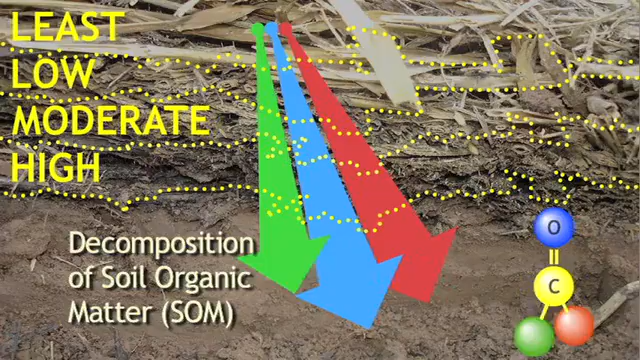 LEAST
LOW
MODERATE
HIGH
Decomposition
of Soil Organic
Matter (SOM)
O
C